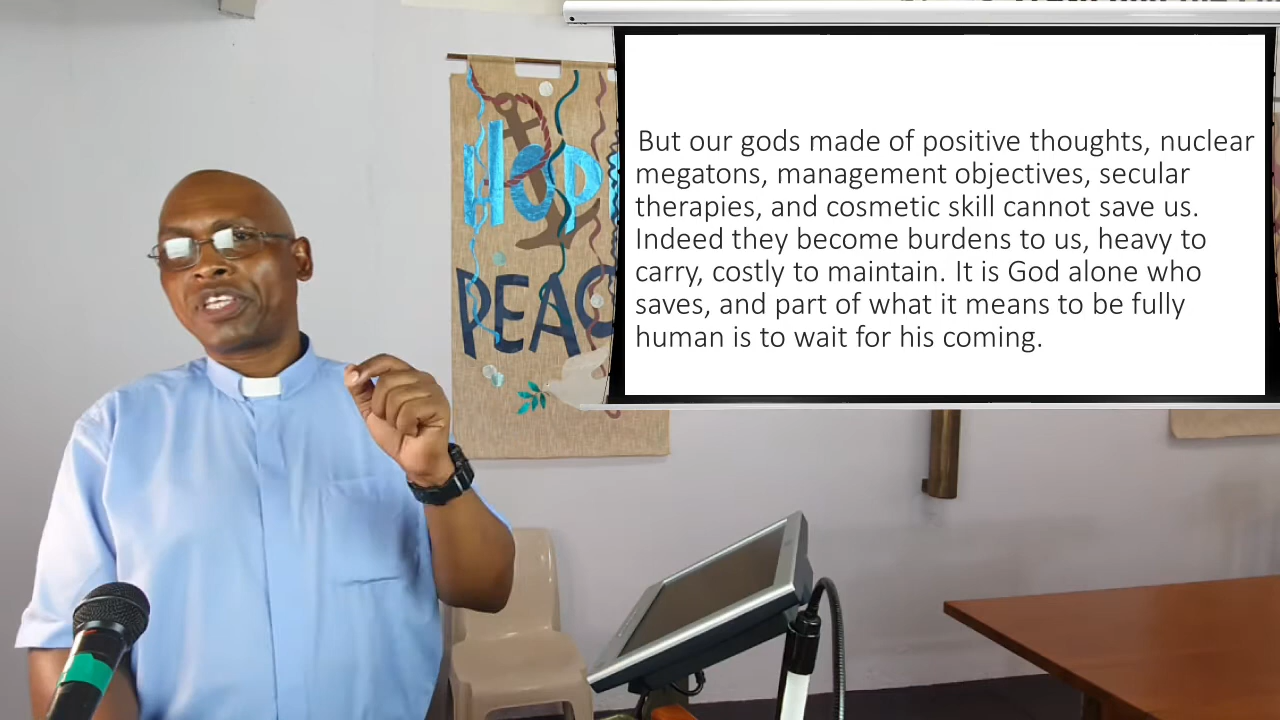 HOPE
PEAC
But our gods made of positive thoughts, nuclear
megatons, management objectives, secular
therapies, and cosmetic skill cannot save us.
Indeed they become burdens to us, heavy to
carry, costly to maintain. It is God alone who
saves, and part of what it means to be fully
human is to wait for his coming.